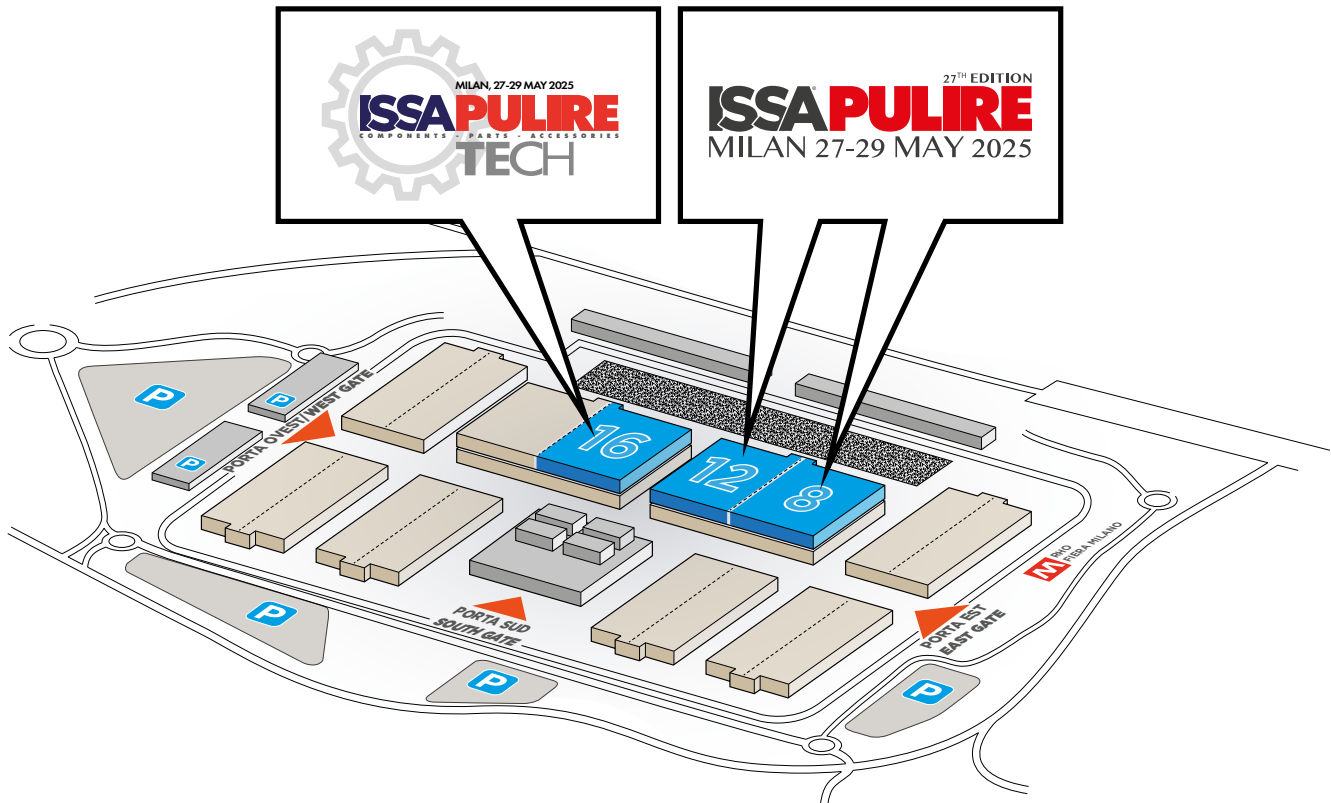 MILAN, 27-29 MAY 2025
ISSAPULIRE
COMPONENTS - PARTS - ACCESSORIES
TECH
27TH EDITION
ISSAPULIRE
MILAN 27-29 MAY 2025
P
P
P
PORTA OVEST/WEST GATE
16
12
8
M
RHO
FIERA MILANO
P
PORTA SUD
SOUTH GATE
PORTA EST
EAST GATE
P
P